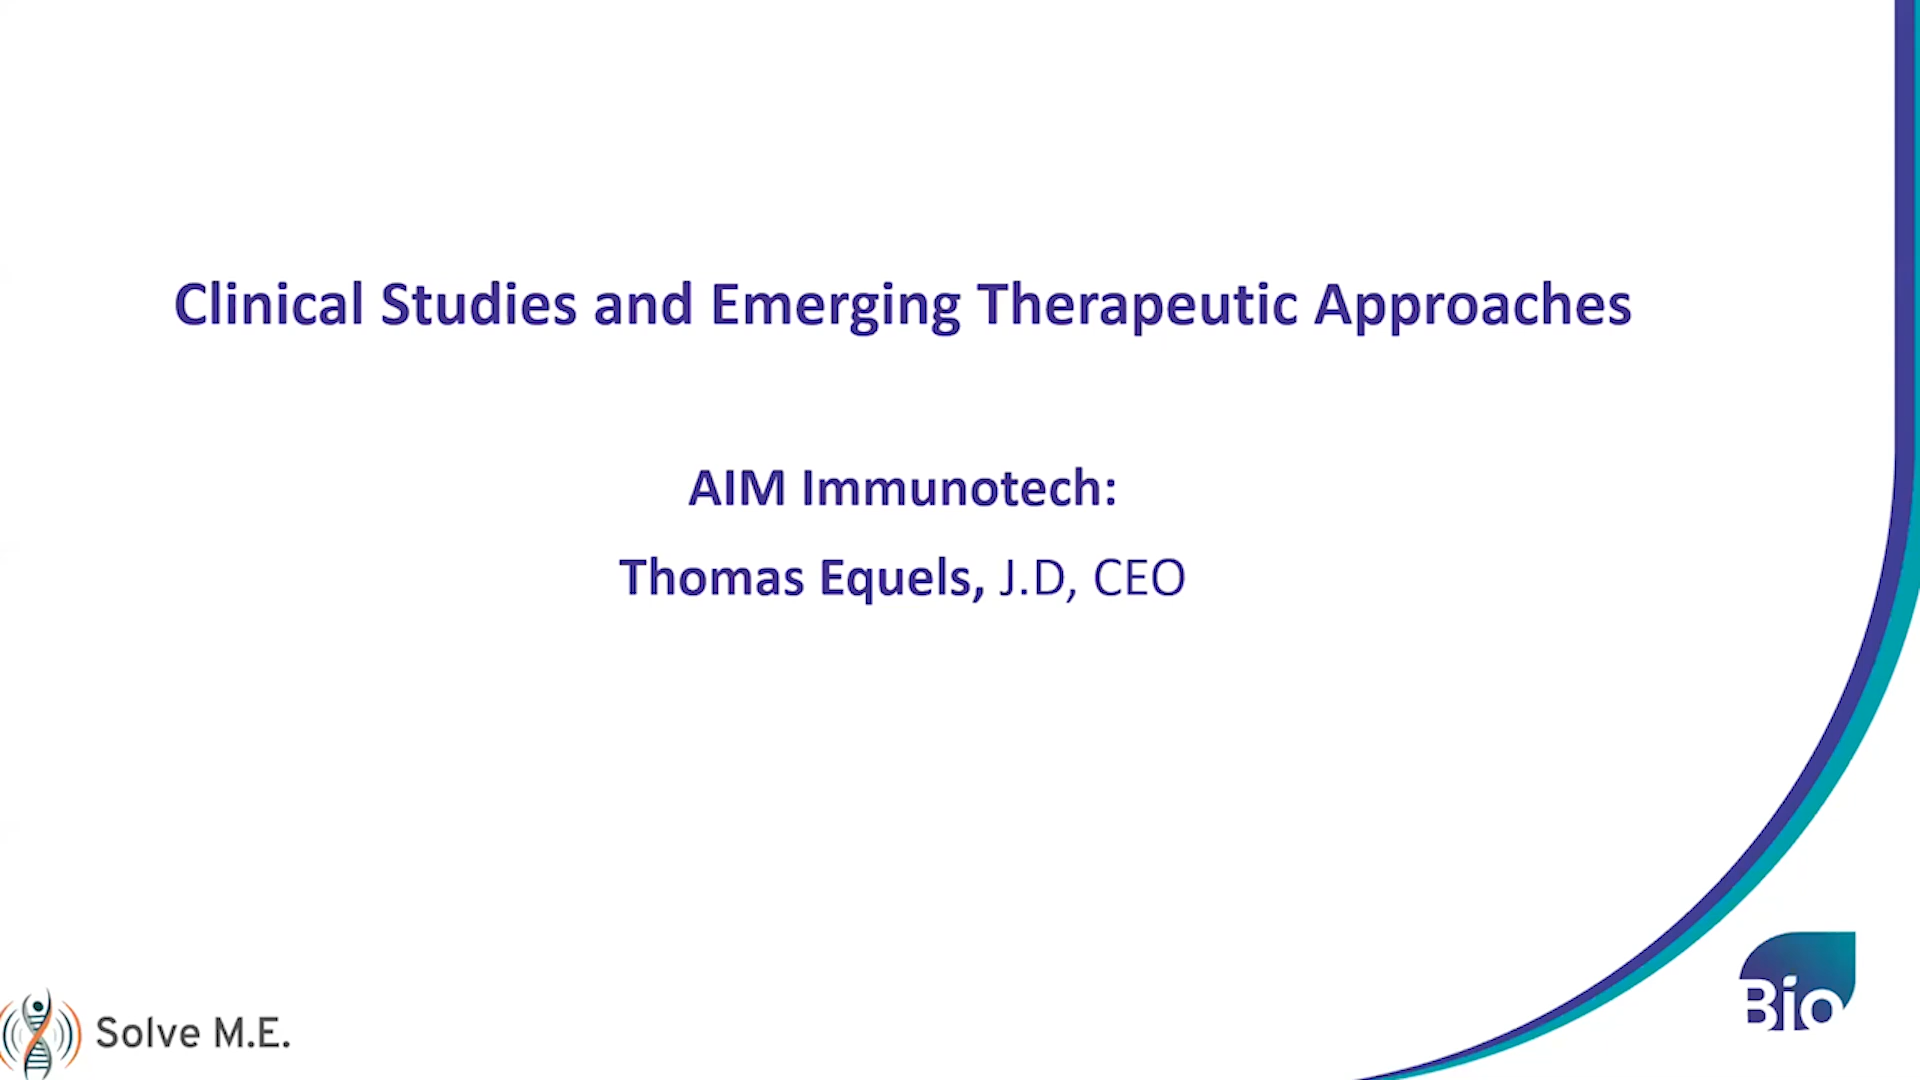 Clinical Studies and Emerging Therapeutic Approaches
AIM Immunotech:
Thomas Equels, J.D, CEO
Solve M.E.
Bio